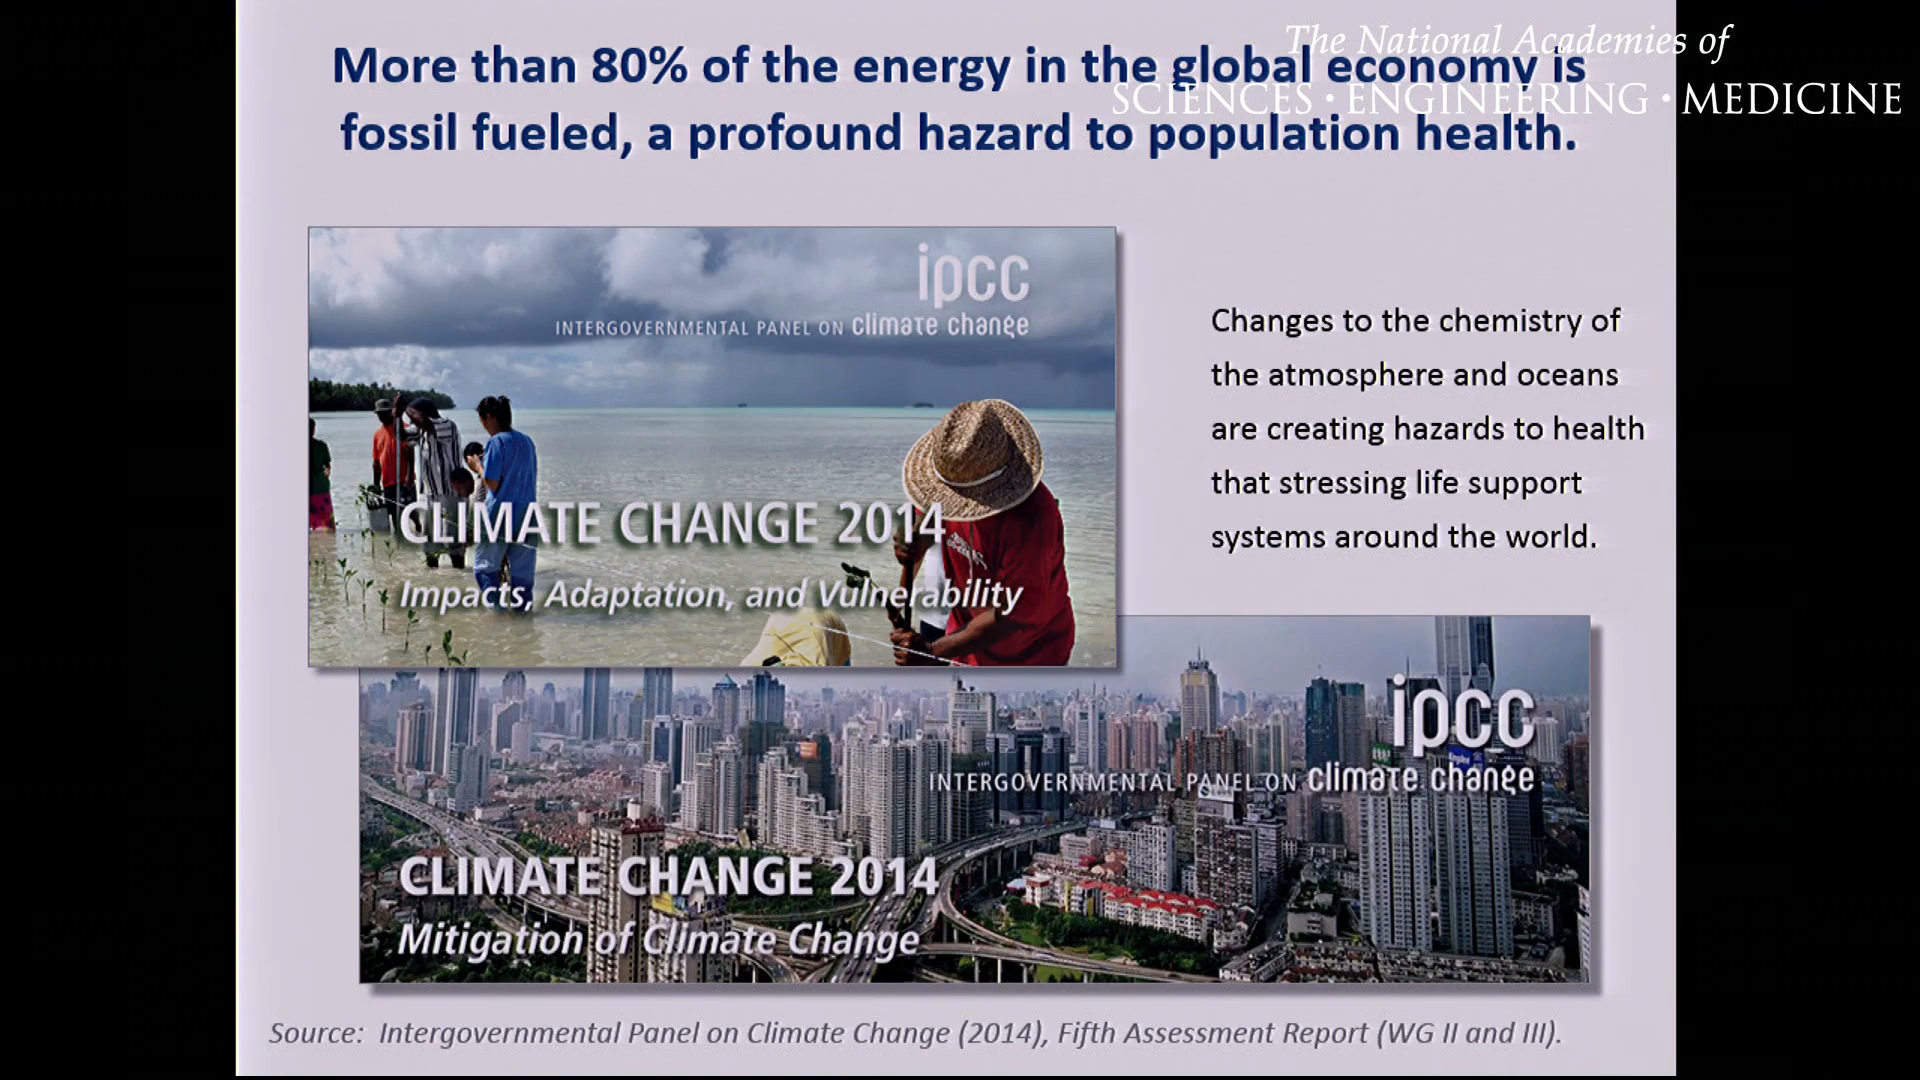 The National Academies of
SCIENCES • ENGINEERING • MEDICINE
More than 80% of the energy in the global economy is
fossil fueled, a profound hazard to population health.
ipcc
INTERGOVERNMENTAL PANEL ON climate change
CLIMATE CHANGE 2014
Impacts, Adaptation, and Vulnerability
Changes to the chemistry of
the atmosphere and oceans
are creating hazards to health
that stressing life support
systems around the world.
ipcc
INTERGOVERNMENTAL PANEL ON climate change
CLIMATE CHANGE 2014
Mitigation of Climate Change
Source: Intergovernmental Panel on Climate Change (2014), Fifth Assessment Report (WG II and III).